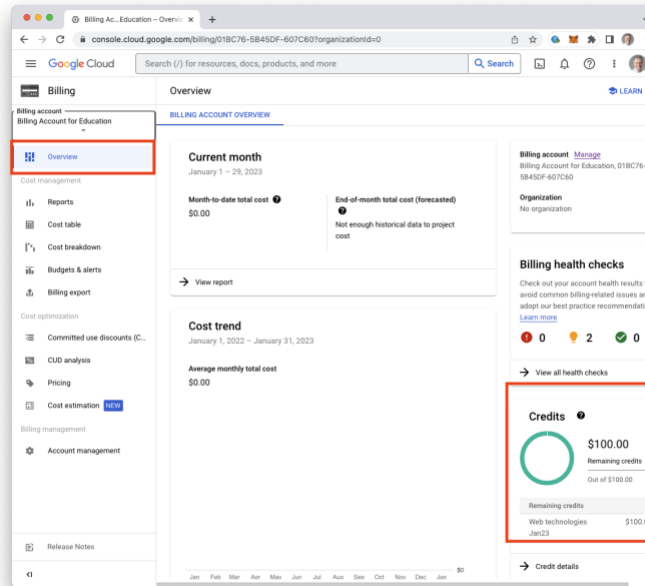 Billing Ac...Education – Overvi
console.cloud.google.com/billing/01BC76-5B45DF-607C60?organizationId=0
Google Cloud
Search (/) for resources, docs, products, and more
Search
Billing
Overview
LEARN
Billing account
Billing Account for Education
BILLING ACCOUNT OVERVIEW
Overview
Cost management
Reports
Cost table
Cost breakdown
Budgets & alerts
Billing export
Cost optimization
Committed use discounts (C...
CUD analysis
Pricing
Cost estimation NEW
Billing management
Account management
Release Notes
Current month
January 1 – 29, 2023
Month-to-date total cost
$0.00
End-of-month total cost (forecasted)
Not enough historical data to project
cost
View report
Cost trend
January 1, 2022 – January 31, 2023
Average monthly total cost
$0.00
$0
Jan Feb Mar Apr May Jun Jul Aug Sep Oct Nov Dec Jan
Billing account Manage
Billing Account for Education, 01BC76-
5B45DF-607C60
Organization
No organization
Billing health checks
Check out your account health results
avoid common billing-related issues an
adopt our best practice recommendati
Learn more
0 2 0
View all health checks
Credits
$100.00
Remaining credits
Out of $100.00
Remaining credits
Web technologies $100.
Jan23
Credit details